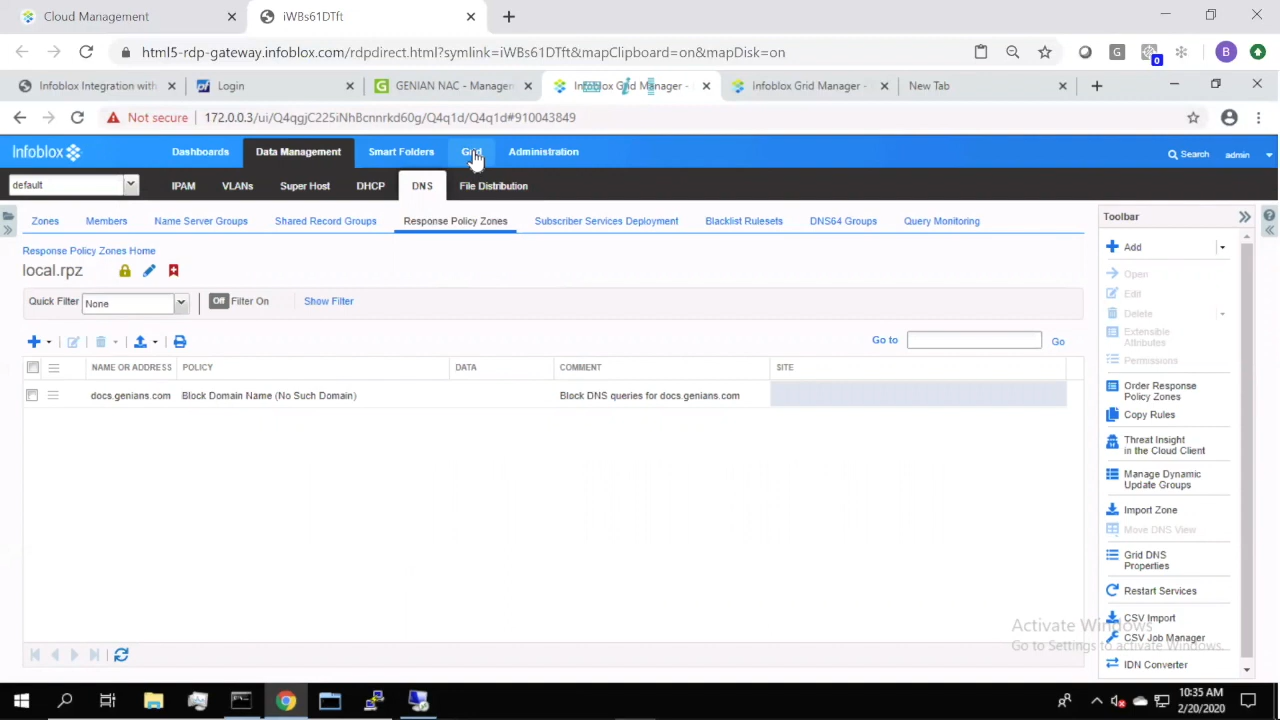 Cloud Management
iWBs61DTft
html5-rdp-gateway.infoblox.com/rdpdirect.html?symlink=iWBs61DTft&mapClipboard=on&mapDisk=on
G
0
B
Infoblox Integration with
Login
GENIAN NAC - Managem
Infoblox Grid Manager -
Infoblox Grid Manager -
New Tab
Not secure
172.0.0.3/ui/Q4qgjC225iNhBcnnrkd60g/Q4q1d/Q4q1d#910043849
Infoblox
Dashboards
Data Management
Smart Folders
Grid
Administration
Search
admin
default
IPAM
VLANs
Super Host
DHCP
DNS
File Distribution
Zones
Members
Name Server Groups
Shared Record Groups
Response Policy Zones
Subscriber Services Deployment
Blacklist Rulesets
DNS64 Groups
Query Monitoring
Toolbar
Response Policy Zones Home
local.rpz
Quick Filter
None
Off
Filter On
Show Filter
Go to
Go
NAME OR ADDRESS
POLICY
DATA
COMMENT
SITE
docs.genians.com
Block Domain Name (No Such Domain)
Block DNS queries for docs.genians.com
Add
Open
Edit
Delete
Extensible
Attributes
Permissions
Order Response
Policy Zones
Copy Rules
Threat Insight
in the Cloud Client
Manage Dynamic
Update Groups
Import Zone
Move DNS View
Grid DNS
Properties
Restart Services
CSV Import
CSV Job Manager
IDN Converter
Activate Windows
Go to Settings to activate Windows.
10:35 AM
2/20/2020